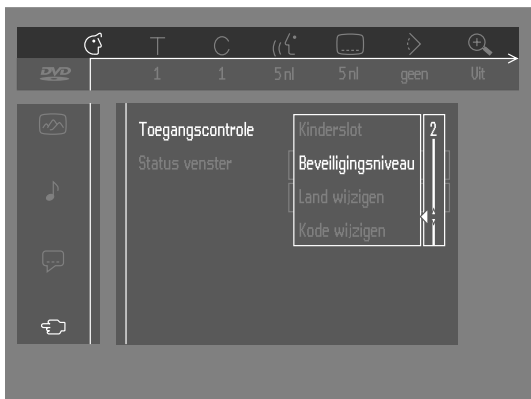 T C
DVD 1 1 5 nl 5 nl geen Uit
Toegangscontrole
Status venster
Kinderslot
Beveiligingsniveau
Land wijzigen
Kode wijzigen
2